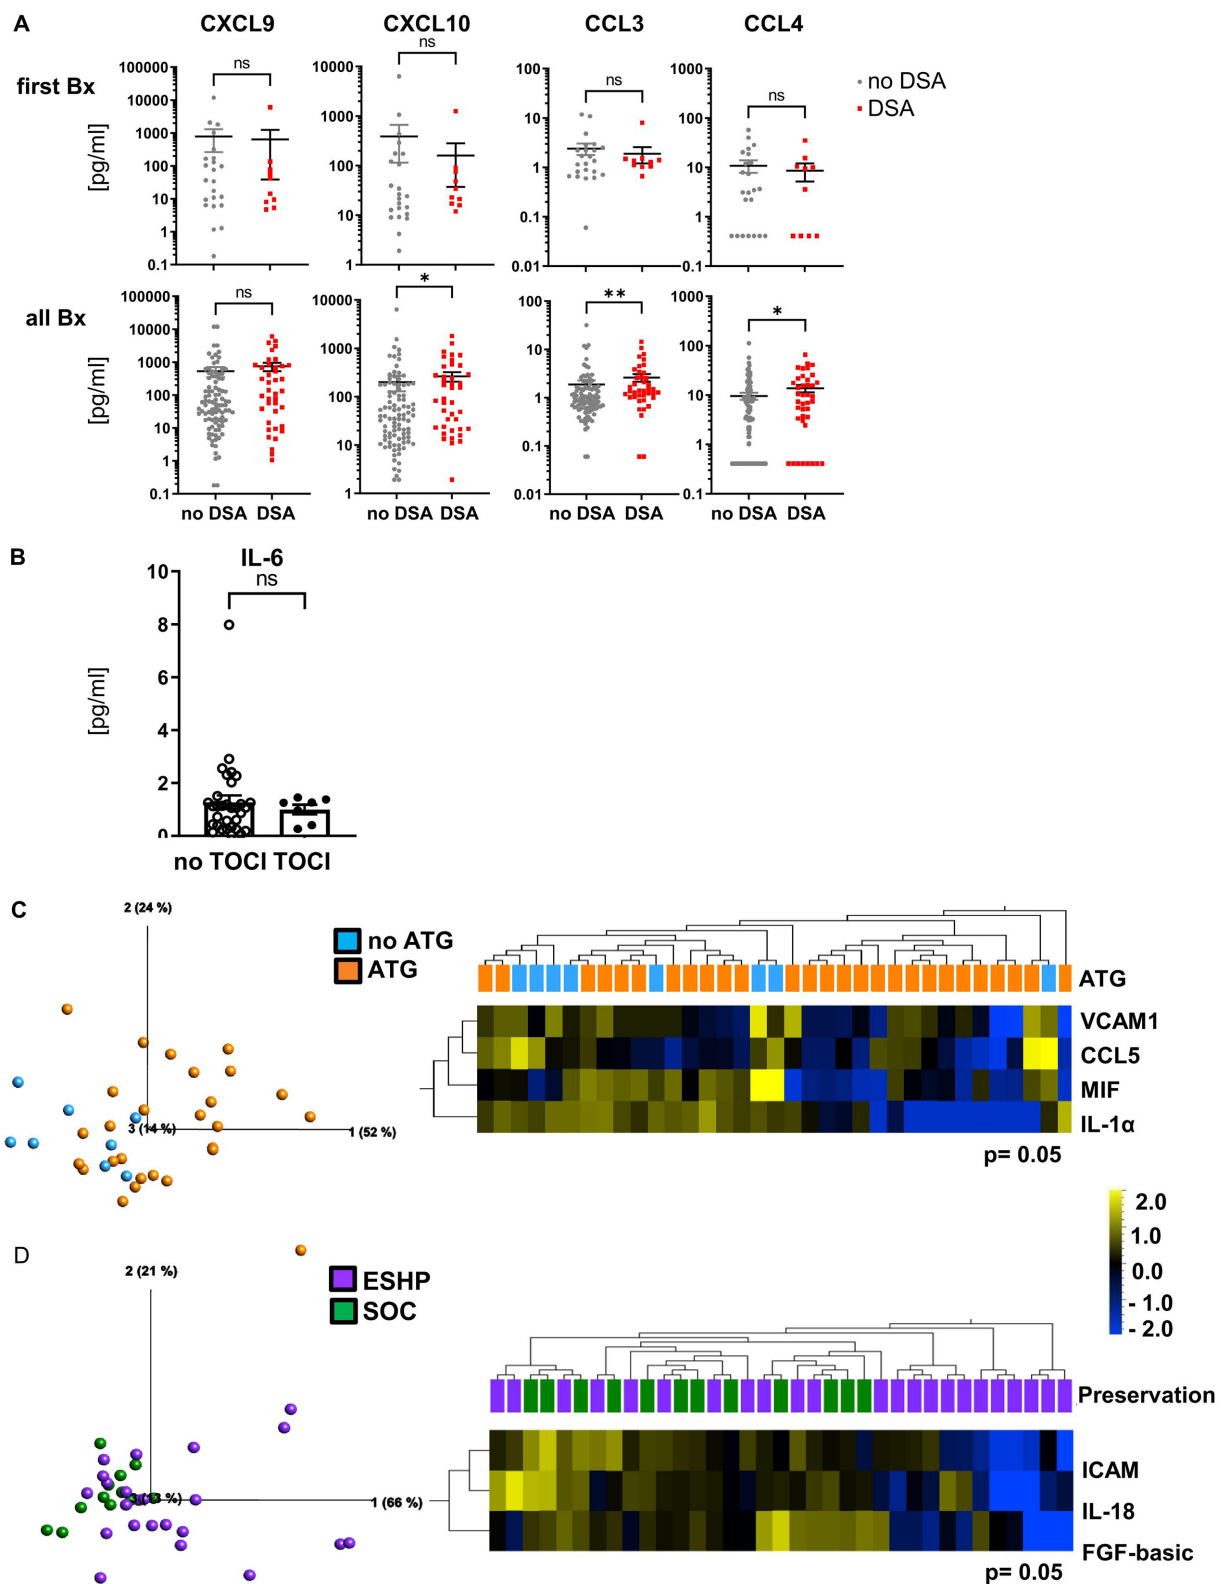 A
CXCL9 CXCL10 CCL3 CCL4
first Bx
[pg/ml]
100000 10000 1000 100 10 1 0.1
ns
10000 1000 100 10 1
ns
100 10 1 0.1 0.01
ns
1000 100 10 1 0.1
ns
no DSA
DSA
all Bx
[pg/ml]
100000 10000 1000 100 10 1 0.1
ns
10000 1000 100 10 1
*
100 10 1 0.1 0.01
**
1000 100 10 1 0.1
*
no DSA DSA no DSA DSA no DSA DSA no DSA DSA
B
IL-6
ns
[pg/ml]
10
8
6
4
2
0
no TOCI TOCI
C
2 (24 %)
3 (14 %)
1 (52 %)
no ATG
ATG
ATG
VCAM1
CCL5
MIF
IL-1α
p= 0.05
2.0
1.0
0.0
- 1.0
- 2.0
D
2 (21 %)
3 (13 %)
1 (66 %)
ESHP
SOC
Preservation
ICAM
IL-18
FGF-basic
p= 0.05